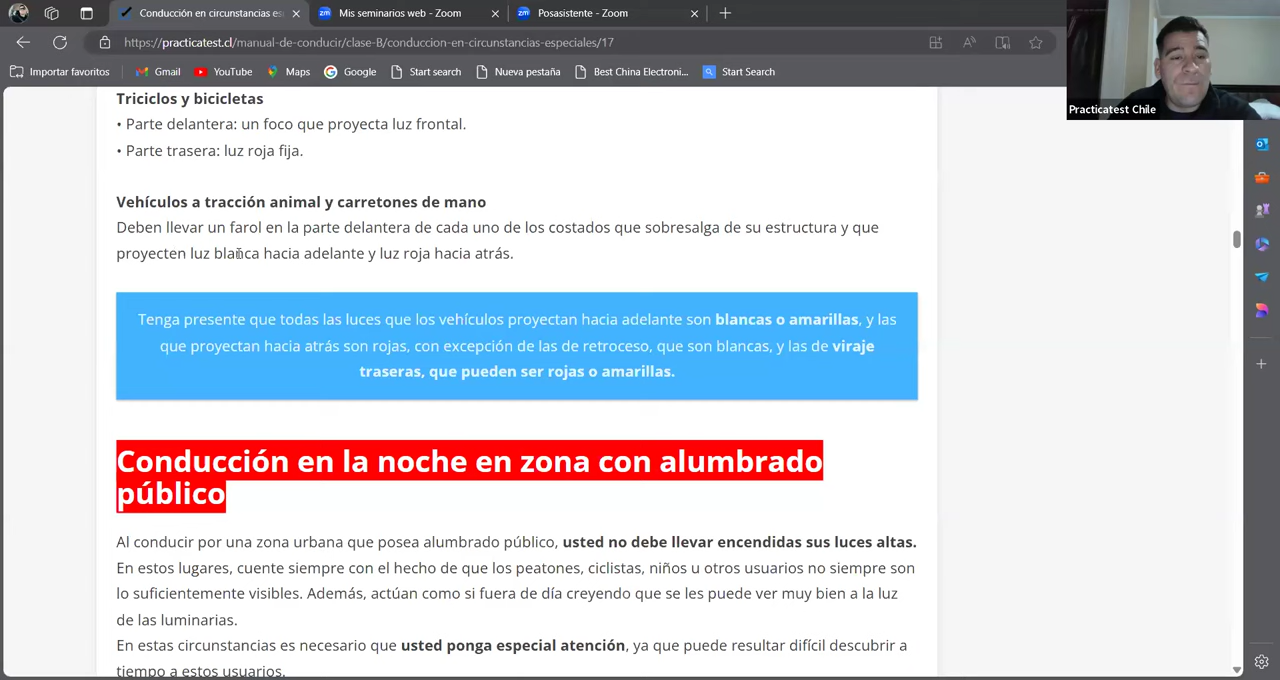 Conducción en circunstancias es
Mis seminarios web - Zoom
Posasistente - Zoom
https://practicatest.cl/manual-de-conducir/clase-B/conduccion-en-circunstancias-especiales/17
Importar favoritos
Gmail
YouTube
Maps
Google
Start search
Nueva pestaña
Best China Electroni...
Start Search
Practicatest Chile
Triciclos y bicicletas
• Parte delantera: un foco que proyecta luz frontal.
• Parte trasera: luz roja fija.
Vehículos a tracción animal y carretones de mano
Deben llevar un farol en la parte delantera de cada uno de los costados que sobresalga de su estructura y que
proyecten luz blanca hacia adelante y luz roja hacia atrás.
Tenga presente que todas las luces que los vehículos proyectan hacia adelante son blancas o amarillas, y las
que proyectan hacia atrás son rojas, con excepción de las de retroceso, que son blancas, y las de viraje
traseras, que pueden ser rojas o amarillas.
Conducción en la noche en zona con alumbrado
público
Al conducir por una zona urbana que posea alumbrado público, usted no debe llevar encendidas sus luces altas.
En estos lugares, cuente siempre con el hecho de que los peatones, ciclistas, niños u otros usuarios no siempre son
lo suficientemente visibles. Además, actúan como si fuera de día creyendo que se les puede ver muy bien a la luz
de las luminarias.
En estas circunstancias es necesario que usted ponga especial atención, ya que puede resultar difícil descubrir a
tiempo a estos usuarios.